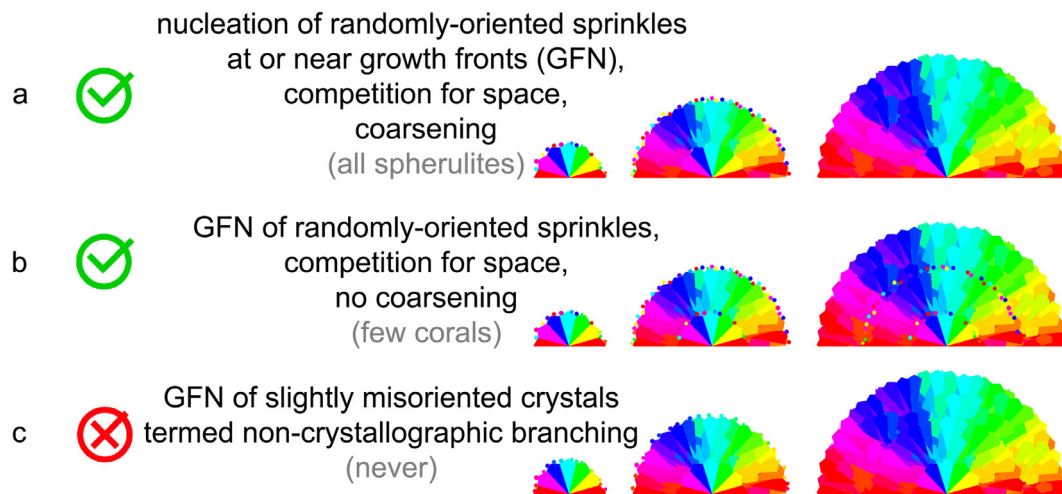 nucleation of randomly-oriented sprinkles
at or near growth fronts (GFN),
a
competition for space,
coarsening
(all spherulites)
GFN of randomly-oriented sprinkles,
b
competition for space,
no coarsening
(few corals)
GFN of slightly misoriented crystals
c
termed non-crystallographic branching
(never)